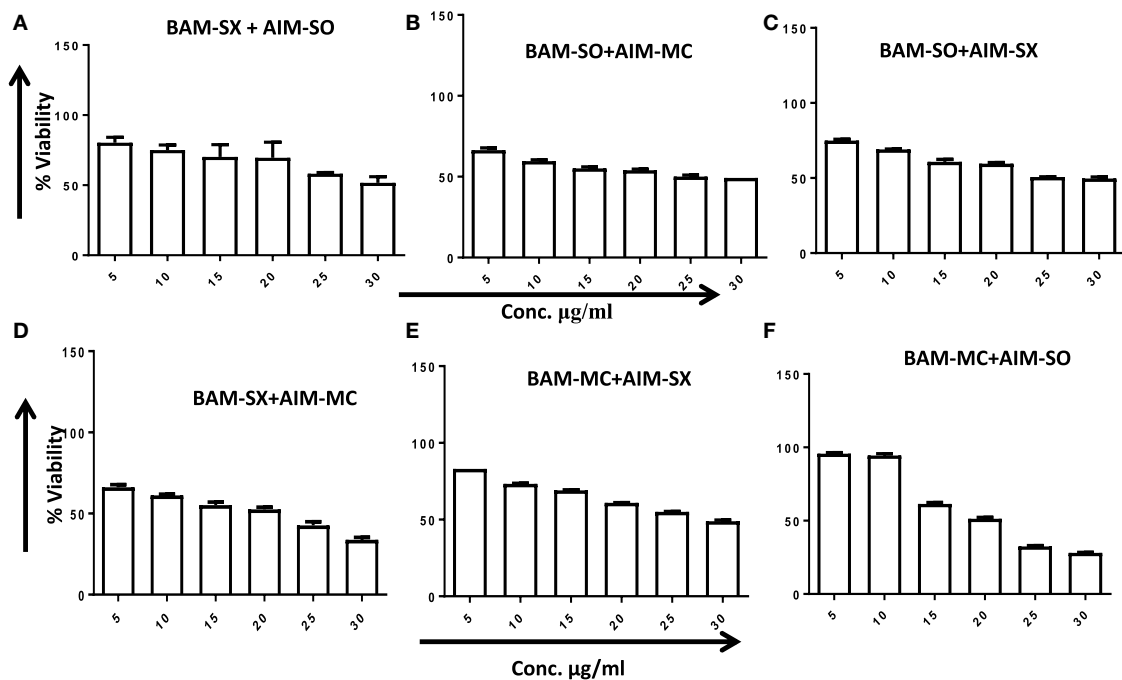 A
BAM-SX + AIM-SO
150
100
50
0
% Viability
5 10 15 20 25 30
B
BAM-SO+AIM-MC
150
100
50
0
5 10 15 20 25 30
C
BAM-SO+AIM-SX
150
100
50
0
5 10 15 20 25 30
Conc. µg/ml
D
BAM-SX+AIM-MC
150
100
50
0
% Viability
5 10 15 20 25 30
E
BAM-MC+AIM-SX
150
100
50
0
5 10 15 20 25 30
F
BAM-MC+AIM-SO
150
100
50
0
5 10 15 20 25 30
Conc. µg/ml